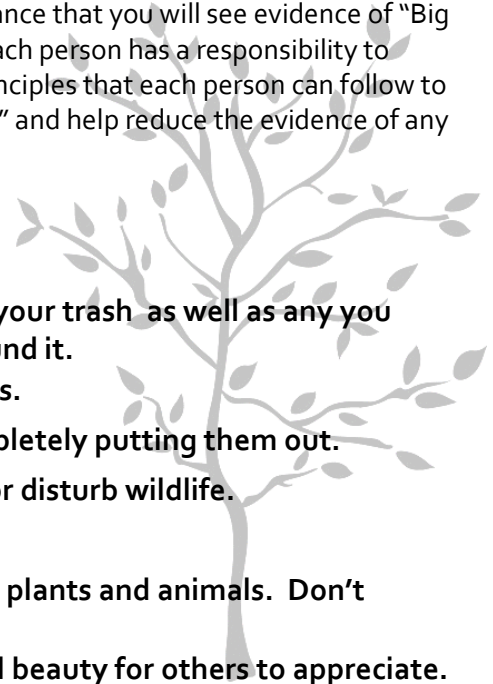 ance that you will see evidence of “Big
ach person has a responsibility to
nciples that each person can follow to
” and help reduce the evidence of any
your trash  as well as any you
und it.
s.
pletely putting them out.
or disturb wildlife.
plants and animals.  Don’t
l beauty for others to appreciate.